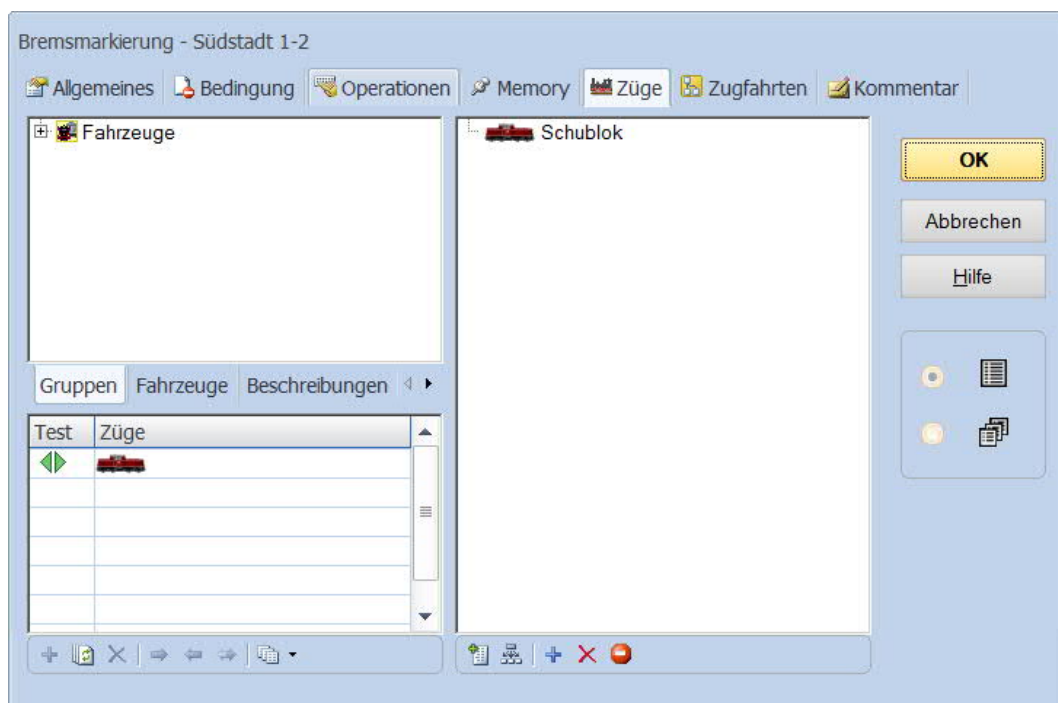 Bremsmarkierung - Südstadt 1-2
Allgemeines Bedingung Operationen Memory Züge Zugfahrten Kommentar
Fahrzeuge
Schublok
OK
Abbrechen
Hilfe
Gruppen Fahrzeuge Beschreibungen
Test Züge